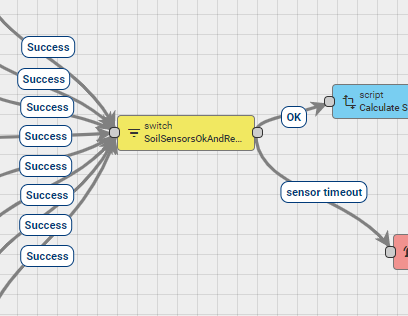 Success
Success
Success
Success
Success
Success
Success
Success
switch
SoilSensorsOkAndRe...
OK
script
Calculate S
sensor timeout